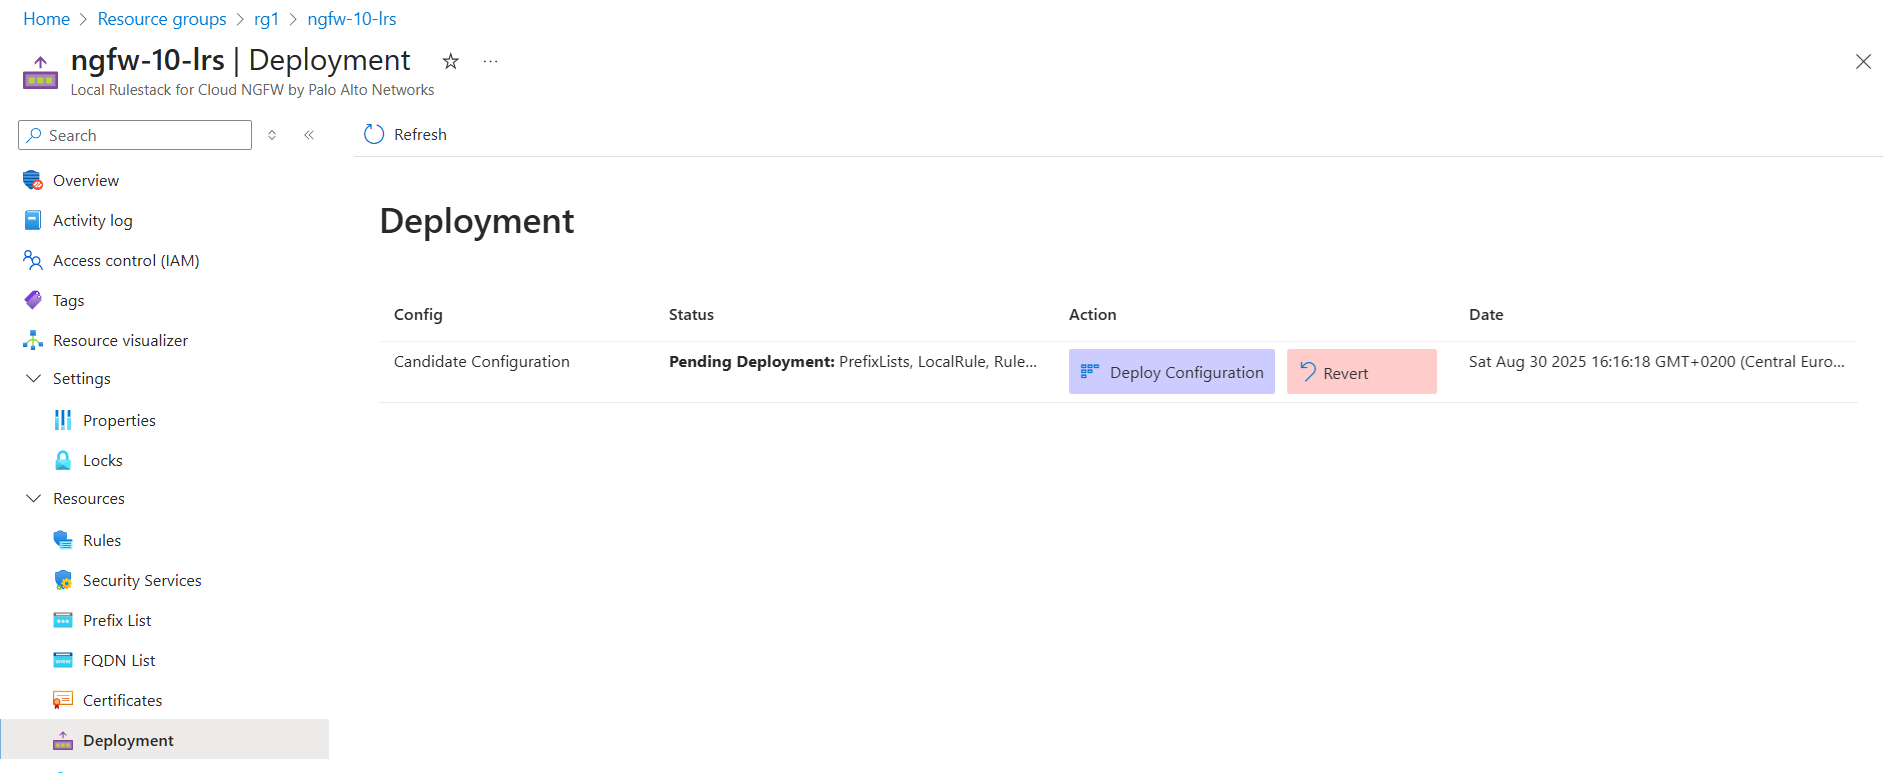 Home > Resource groups > rg1 > ngfw-10-lrs
ngfw-10-lrs | Deployment ☆ ···
Local Rulestack for Cloud NGFW by Palo Alto Networks
Search
Refresh
Overview
Activity log
Access control (IAM)
Tags
Resource visualizer
Settings
Properties
Locks
Resources
Rules
Security Services
Prefix List
FQDN List
Certificates
Deployment
Deployment
Config Status Action Date
Candidate Configuration Pending Deployment: PrefixLists, LocalRule, Rule... Deploy Configuration Revert Sat Aug 30 2025 16:16:18 GMT+0200 (Central Euro...